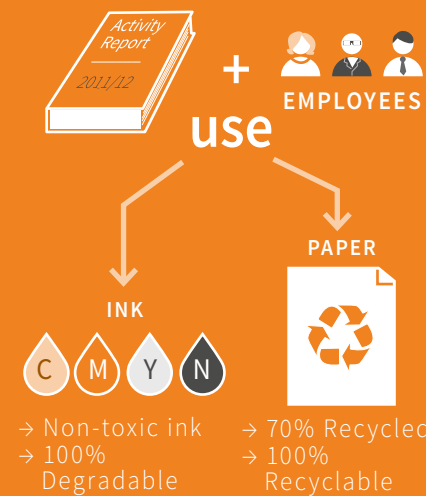 Activity
Report
2011/12
+
EMPLOYEES
use
INK
C M Y N
→ Non-toxic ink
→ 100%
Degradable
PAPER
→ 70% Recycled
→ 100%
Recyclable